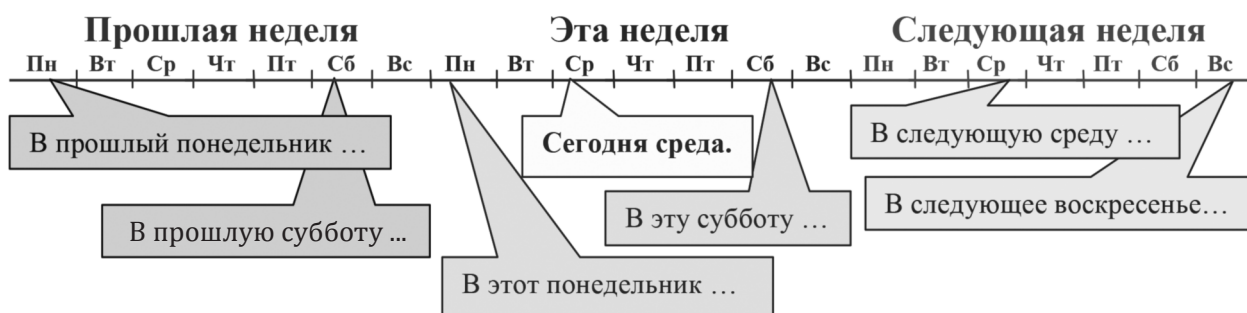 Прошлая неделя Эта неделя Следующая неделя
Пн Вт Ср Чт Пт Сб Вс Пн Вт Ср Чт Пт Сб Вс Пн Вт Ср Чт Пт Сб Вс
В прошлый понедельник …
Сегодня среда.
В следующую среду …
В прошлую субботу ...
В эту субботу …
В следующее воскресенье…
В этот понедельник …